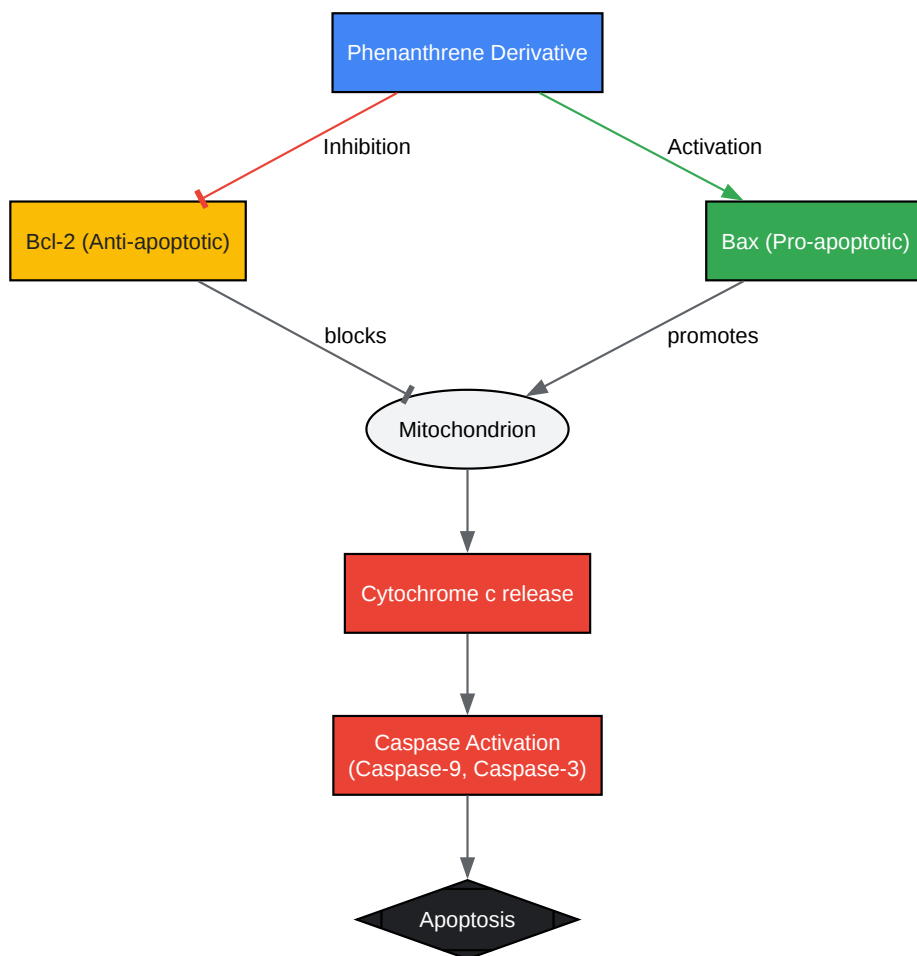 Phenanthrene Derivative
Inhibition
Activation
Bcl-2 (Anti-apoptotic)
Bax (Pro-apoptotic)
blocks
promotes
Mitochondrion
Cytochrome c release
Caspase Activation
(Caspase-9, Caspase-3)
Apoptosis